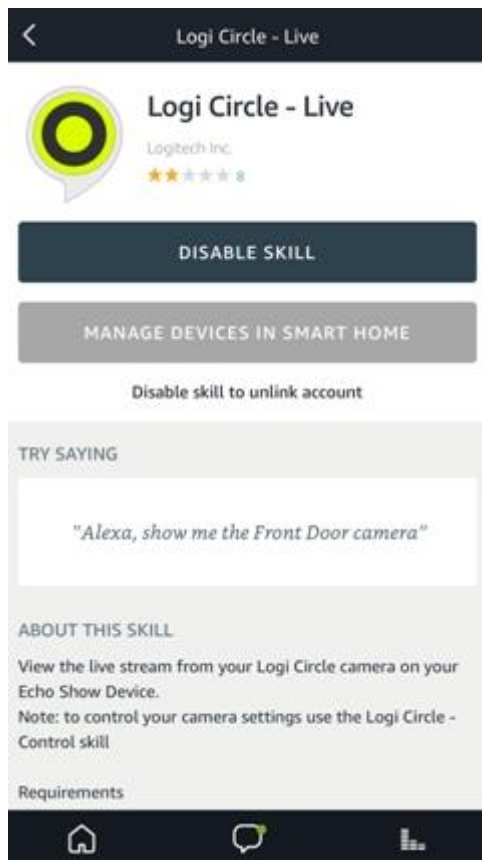 Logi Circle - Live
Logi Circle - Live
Logitech Inc.
8
DISABLE SKILL
MANAGE DEVICES IN SMART HOME
Disable skill to unlink account
TRY SAYING
"Alexa, show me the Front Door camera"
ABOUT THIS SKILL
View the live stream from your Logi Circle camera on your
Echo Show Device.
Note: to control your camera settings use the Logi Circle -
Control skill
Requirements